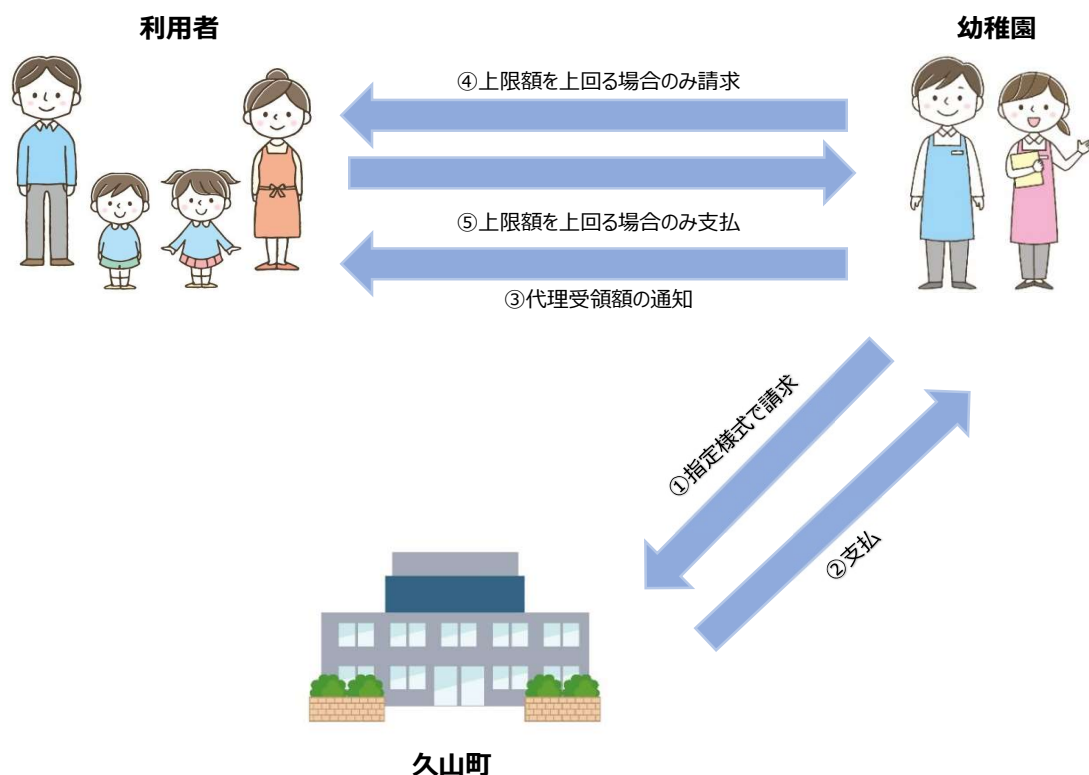 利用者
幼稚園
④上限額を上回る場合のみ請求
⑤上限額を上回る場合のみ支払
③代理受領額の通知
①指定様式で請求
②支払
久山町